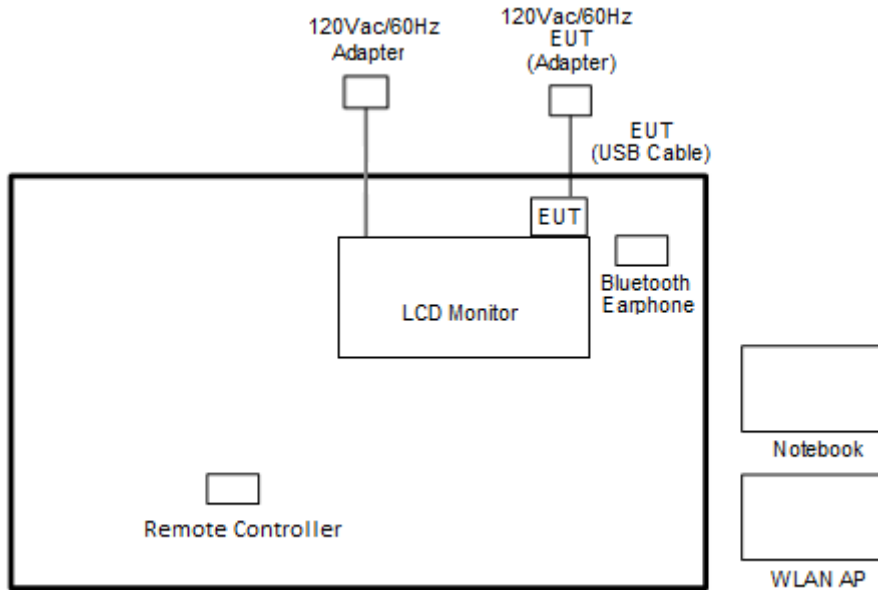 120Vac/60Hz
Adapter
120Vac/60Hz
EUT
(Adapter)
EUT
(USB Cable)
EUT
Bluetooth
Earphone
LCD Monitor
Notebook
Remote Controller
WLAN AP